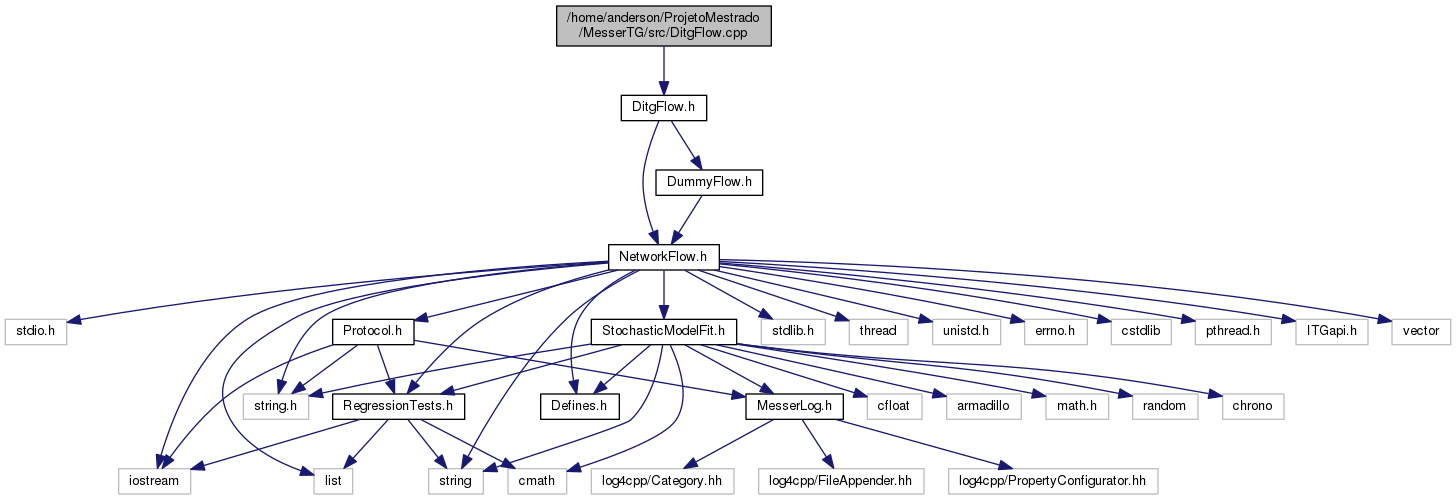 /home/anderson/ProjetoMestrado
/MesserTG/src/DitgFlow.cpp
DitgFlow.h
DummyFlow.h
NetworkFlow.h
stdio.h
Protocol.h
StochasticModelFit.h
stdlib.h
thread
unistd.h
errno.h
cstdlib
pthread.h
ITGapi.h
vector
string.h
RegressionTests.h
Defines.h
MesserLog.h
cfloat
armadillo
math.h
random
chrono
iostream
list
string
cmath
log4cpp/Category.hh
log4cpp/FileAppender.hh
log4cpp/PropertyConfigurator.hh